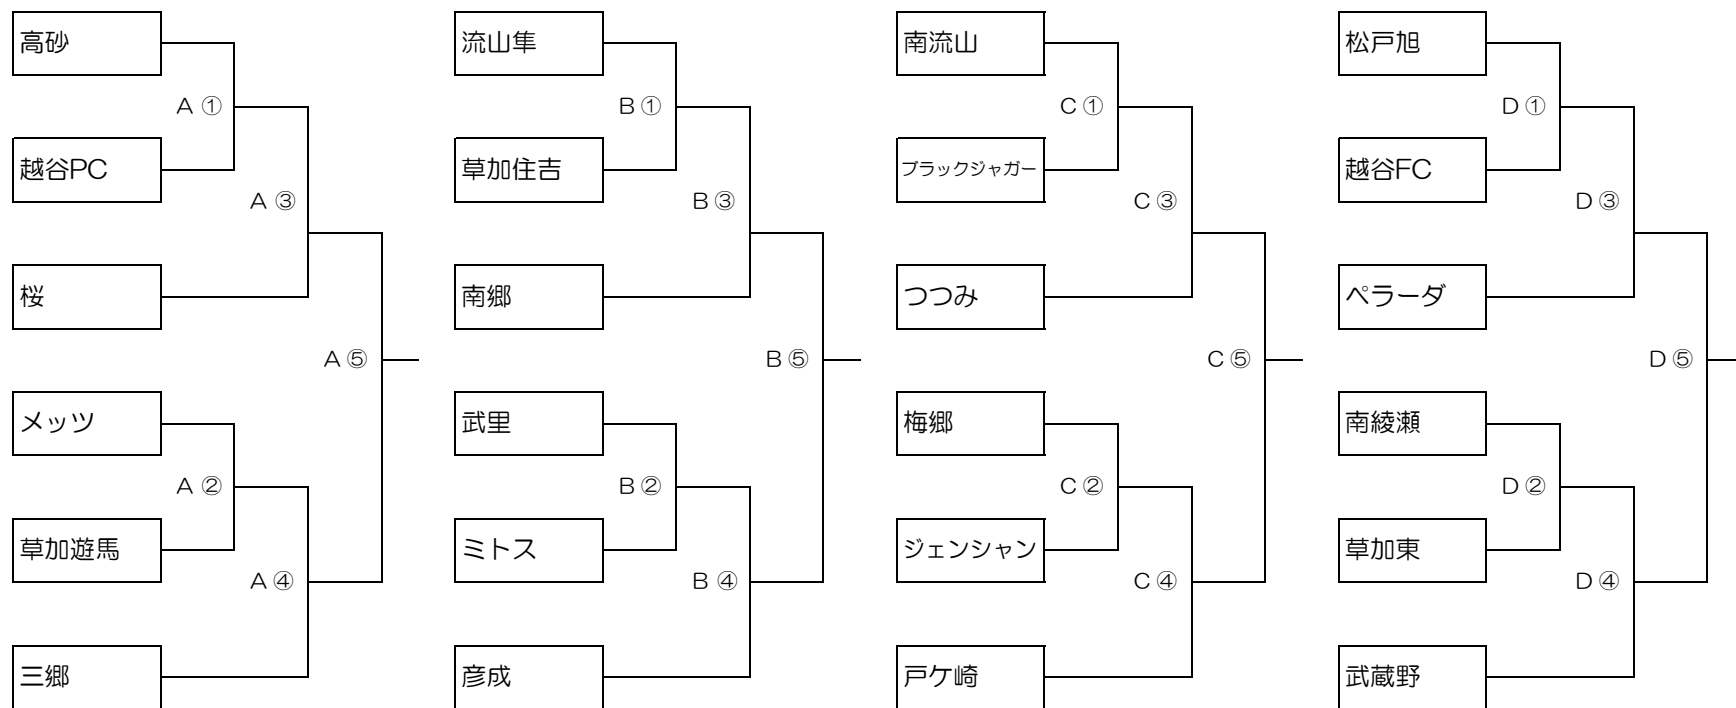 高砂
A ①
越谷PC
A ③
桜
A ⑤
メッツ
A ②
草加遊馬
A ④
三郷
流山隼
B ①
草加住吉
B ③
南郷
B ⑤
武里
B ②
ミトス
B ④
彦成
南流山
C ①
ブラックジャガー
C ③
つつみ
C ⑤
梅郷
C ②
ジェンシャン
C ④
戸ケ崎
松戸旭
D ①
越谷FC
D ③
ペラーダ
D ⑤
南綾瀬
D ②
草加東
D ④
武蔵野